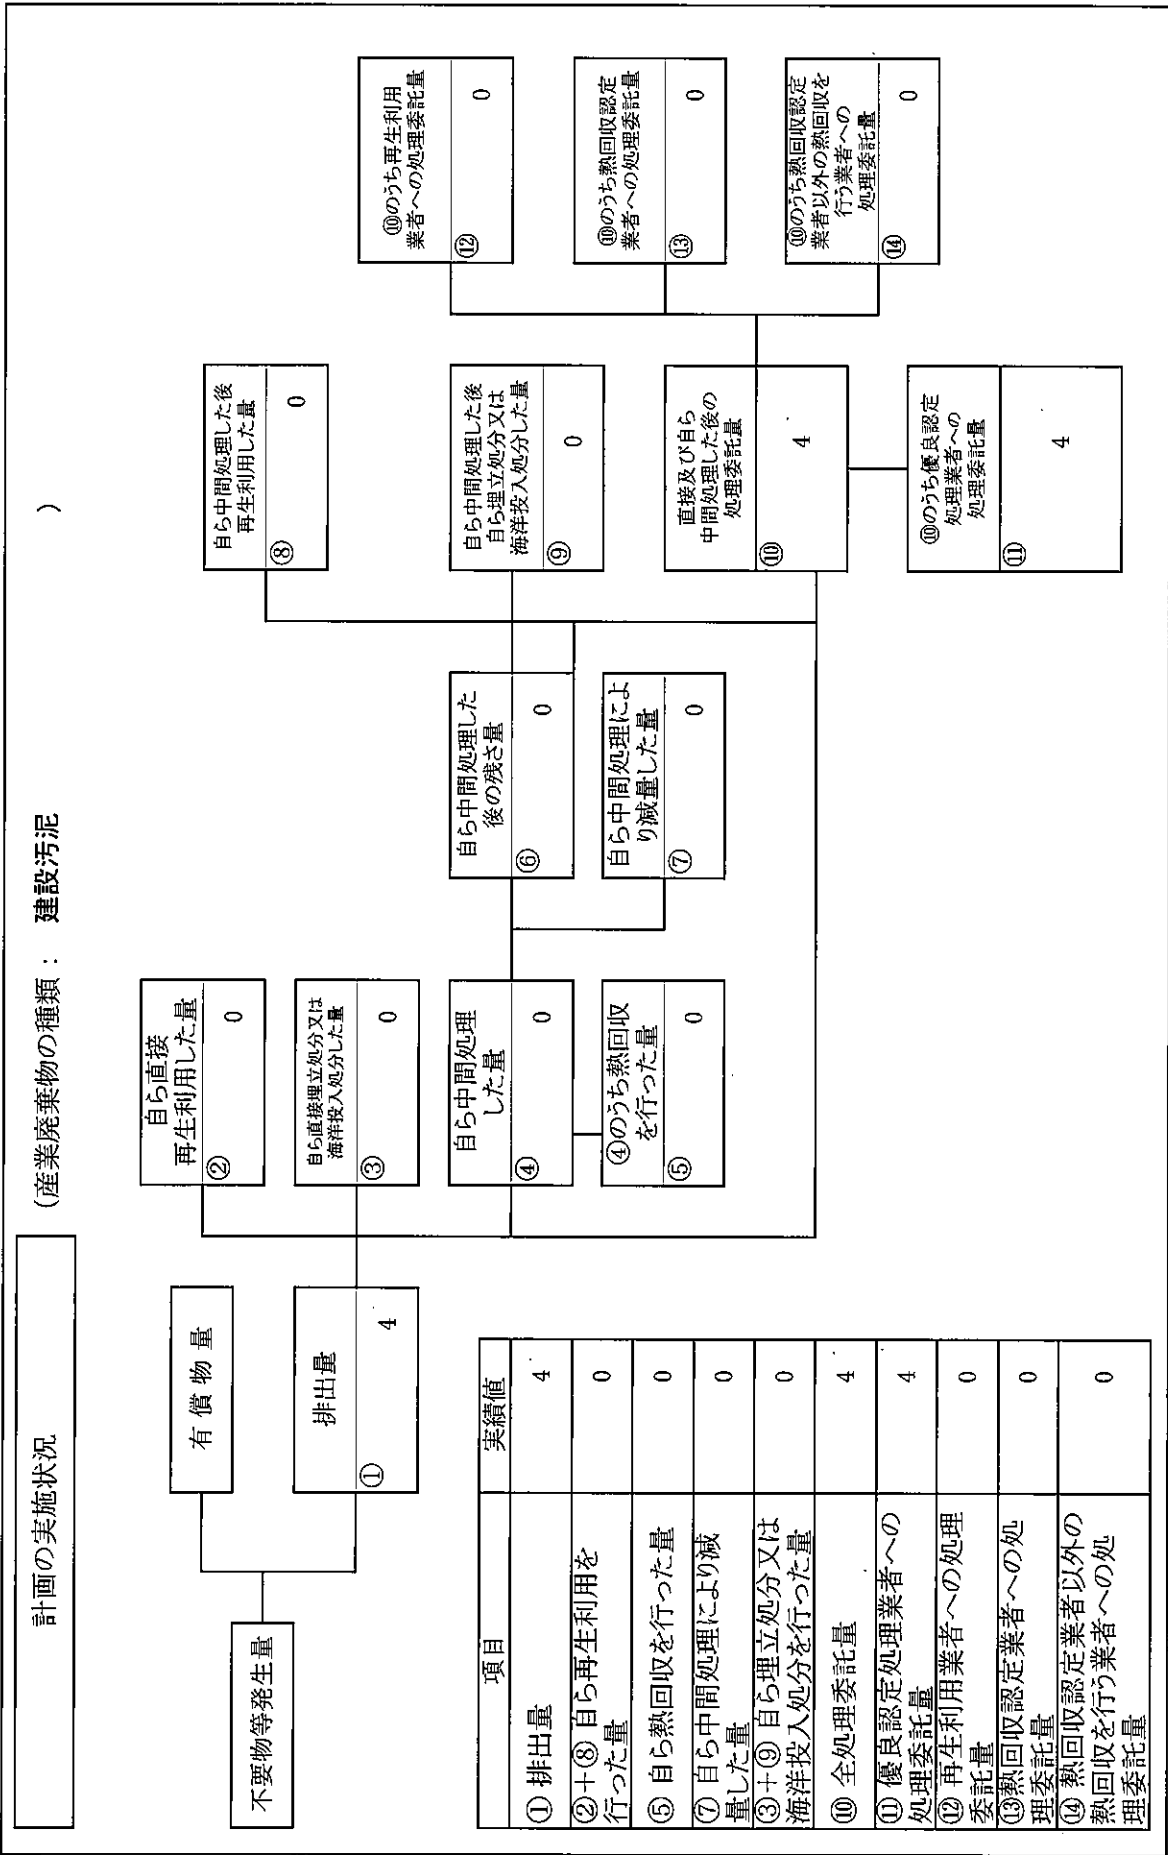 計画の実施状況
(産業廃棄物の種類： 建設汚泥 )
不要物等発生量
有償物量
排出量
① 4
自ら直接
再生利用した量
② 0
自ら直接埋立処分又は
海洋投入処分した量
③ 0
自ら中間処理
した量
④ 0
④のうち熱回収
を行った量
⑤ 0
自ら中間処理した
後の残さ量
⑥ 0
自ら中間処理によ
り減量した量
⑦ 0
自ら中間処理した後
再生利用した量
⑧ 0
自ら中間処理した後
自ら埋立処分又は
海洋投入処分した量
⑨ 0
直接及び自ら
中間処理した後の
処理委託量
⑩ 4
⑩のうち優良認定
処理業者への
処理委託量
⑪ 4
⑩のうち再生利用
業者への処理委託量
⑫ 0
⑩のうち熱回収認定
業者への処理委託量
⑬ 0
⑩のうち熱回収認定
業者以外の熱回収を
行う業者への
処理委託量
⑭ 0
項目 実績値
① 排出量 4
②+⑧ 自ら再生利用を
行った量 0
⑤ 自ら熱回収を行った量 0
⑦ 自ら中間処理により減
量した量 0
③+⑨ 自ら埋立処分又は
海洋投入処分を行った量 0
⑩ 全処理委託量 4
⑪ 優良認定処理業者への
処理委託量 4
⑫ 再生利用業者への処理
委託量 0
⑬熱回収認定業者への処
理委託量 0
⑭ 熱回収認定業者以外の
熱回収を行う業者への処
理委託量 0